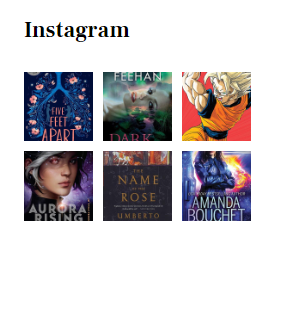 Instagram
FIVE
FEET
APART
FEEHAN
DARK
AURORA
RISING
THE
NAME
OF THE
ROSE
UMBERTO
AMANDA
BOUCHET